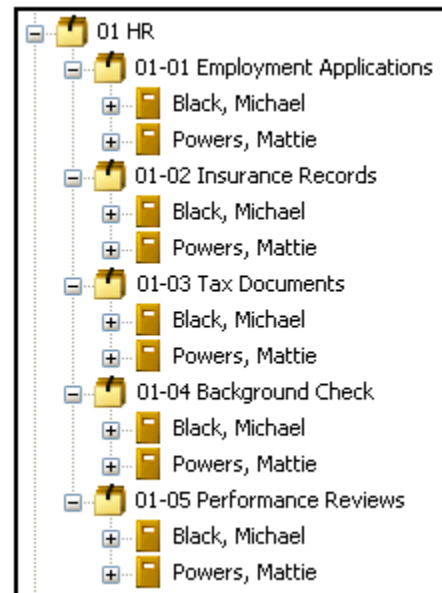 01 HR
01-01 Employment Applications
Black, Michael
Powers, Mattie
01-02 Insurance Records
Black, Michael
Powers, Mattie
01-03 Tax Documents
Black, Michael
Powers, Mattie
01-04 Background Check
Black, Michael
Powers, Mattie
01-05 Performance Reviews
Black, Michael
Powers, Mattie